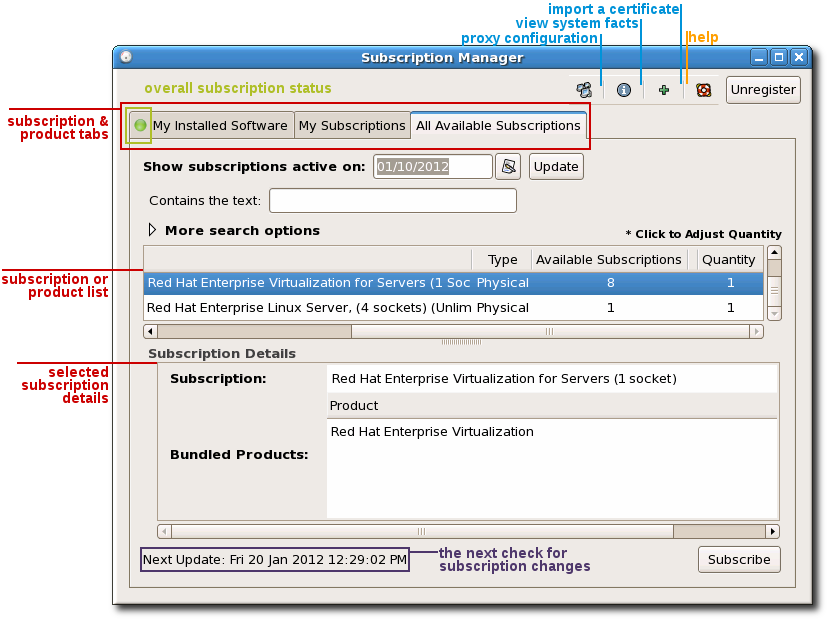 import a certificate
view system facts
proxy configuration
help
Subscription Manager
overall subscription status
Unregister
subscription &
product tabs
My Installed Software
My Subscriptions
All Available Subscriptions
Show subscriptions active on:
01/10/2012
Update
Contains the text:
More search options
* Click to Adjust Quantity
subscription or
product list
Type
Available Subscriptions
Quantity
Red Hat Enterprise Virtualization for Servers (1 Soc
Physical
8
1
Red Hat Enterprise Linux Server, (4 sockets) (Unlim
Physical
1
1
Subscription Details
selected
subscription
details
Subscription:
Red Hat Enterprise Virtualization for Servers (1 socket)
Product
Bundled Products:
Red Hat Enterprise Virtualization
Next Update: Fri 20 Jan 2012 12:29:02 PM
the next check for
subscription changes
Subscribe